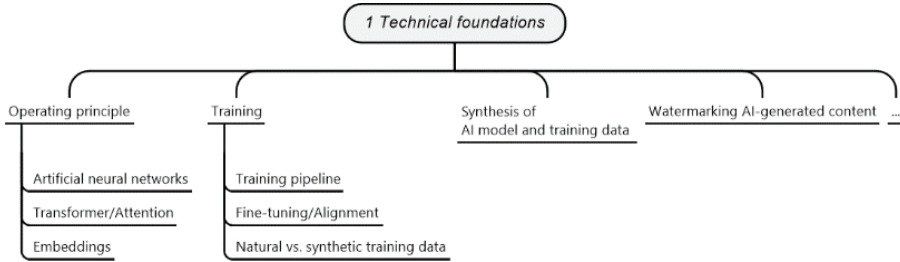 1 Technical foundations
Operating principle
Artificial neural networks
Transformer/Attention
Embeddings
Training
Training pipeline
Fine-tuning/Alignment
Natural vs. synthetic training data
Synthesis of
AI model and training data
Watermarking AI-generated content
...